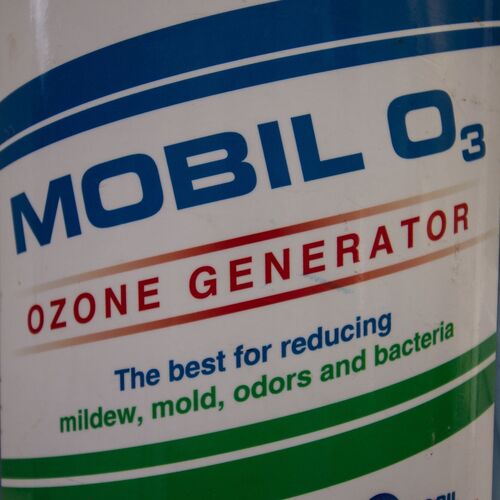 MOBIL O3
OZONE GENERATOR
The best for reducing
mildew, mold, odors and bacteria